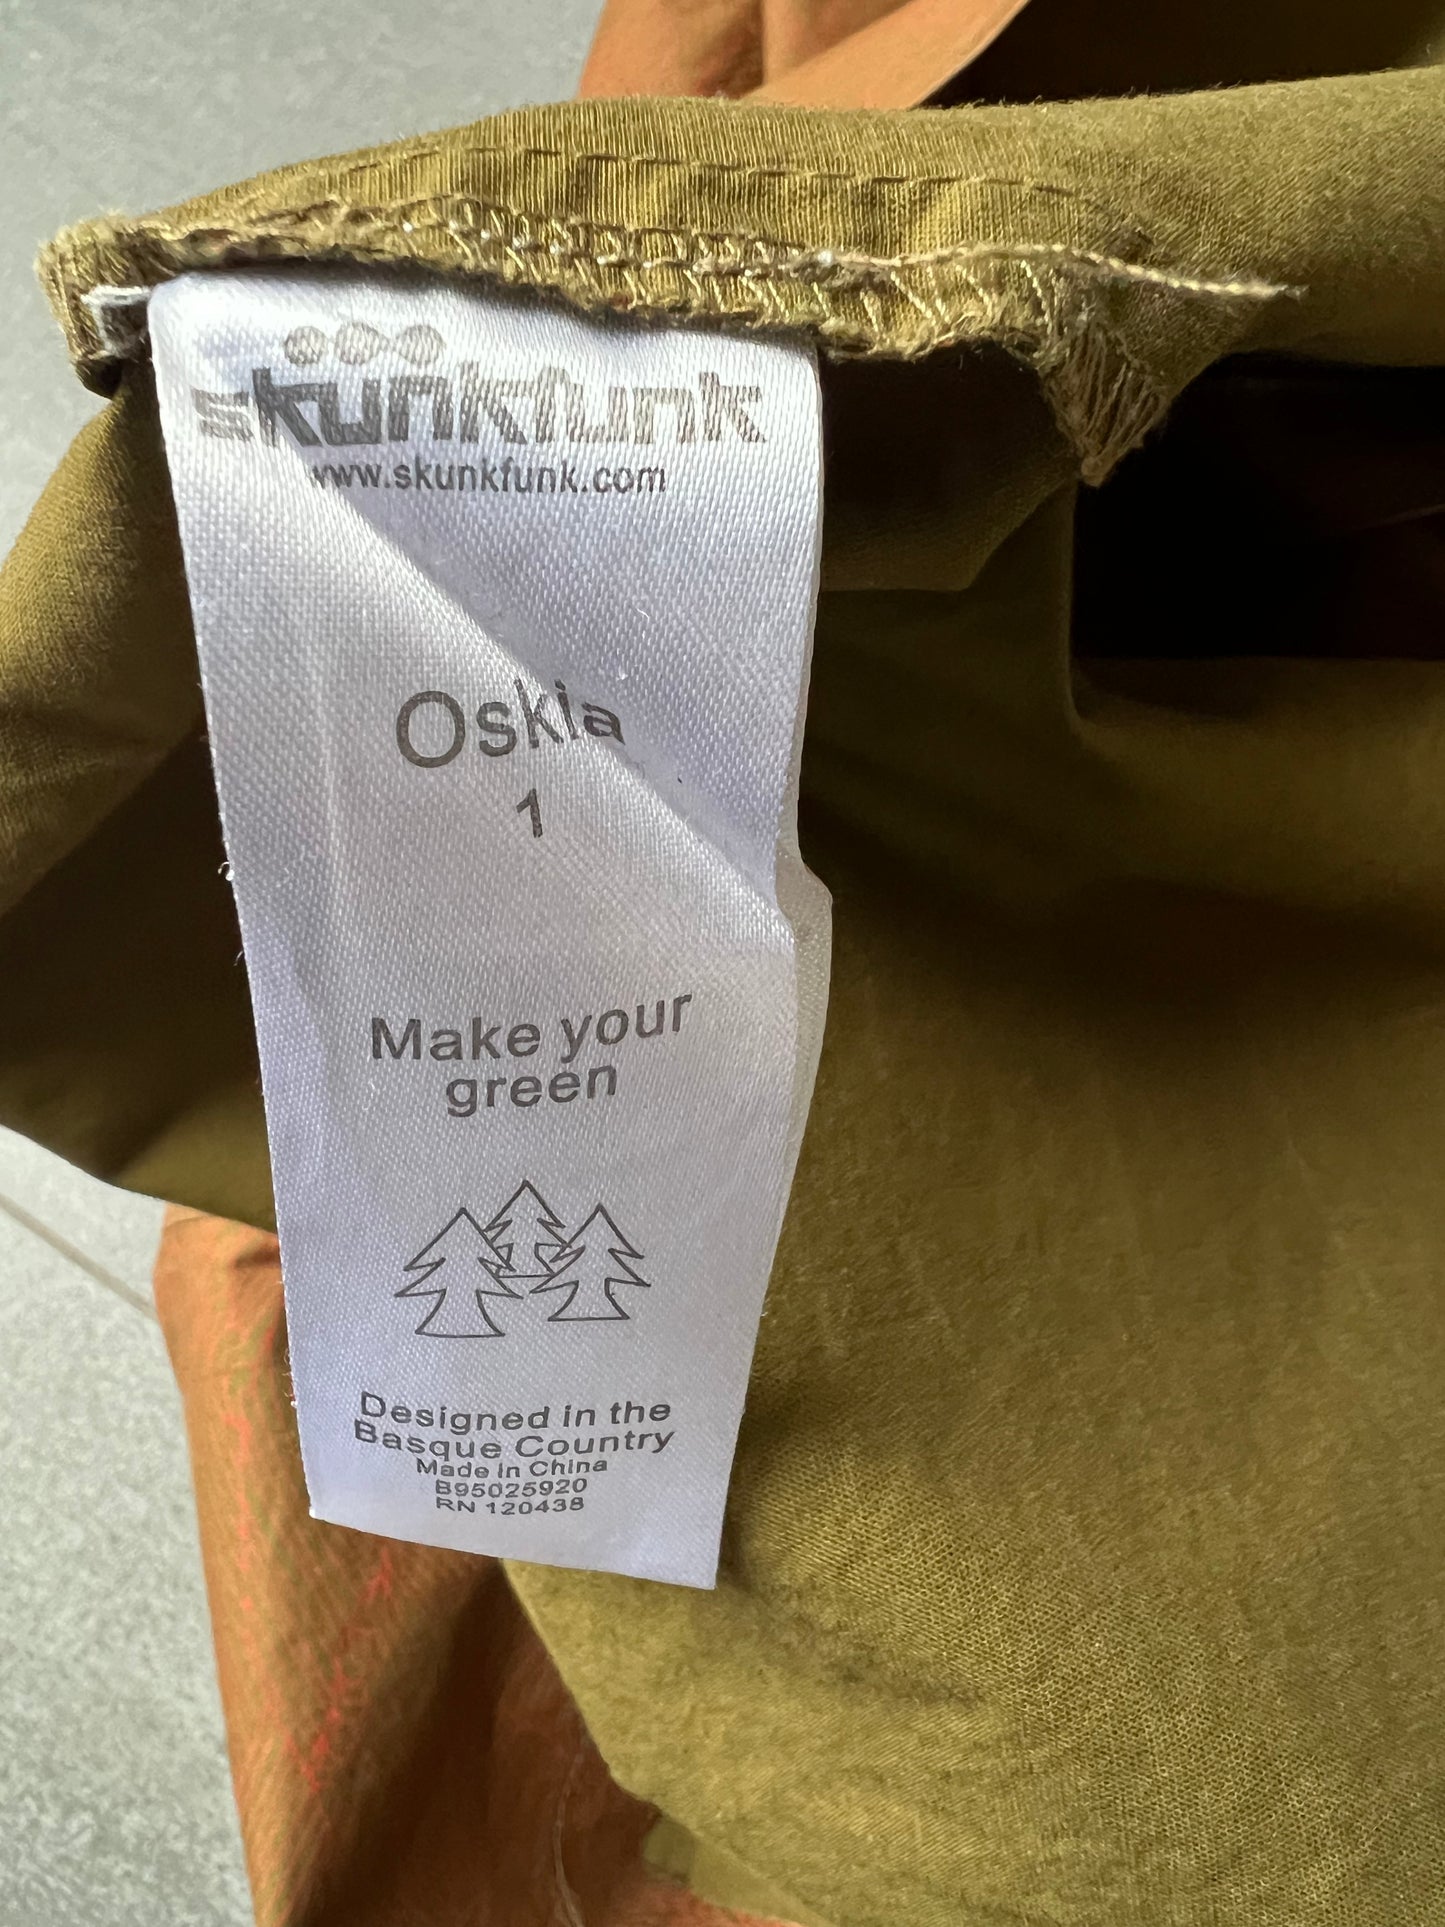 skunkfunk
www.skunkfunk.com
Oskia
1
Make your
green
Designed in the
Basque Country
Made in China
B95025920
RN 120438